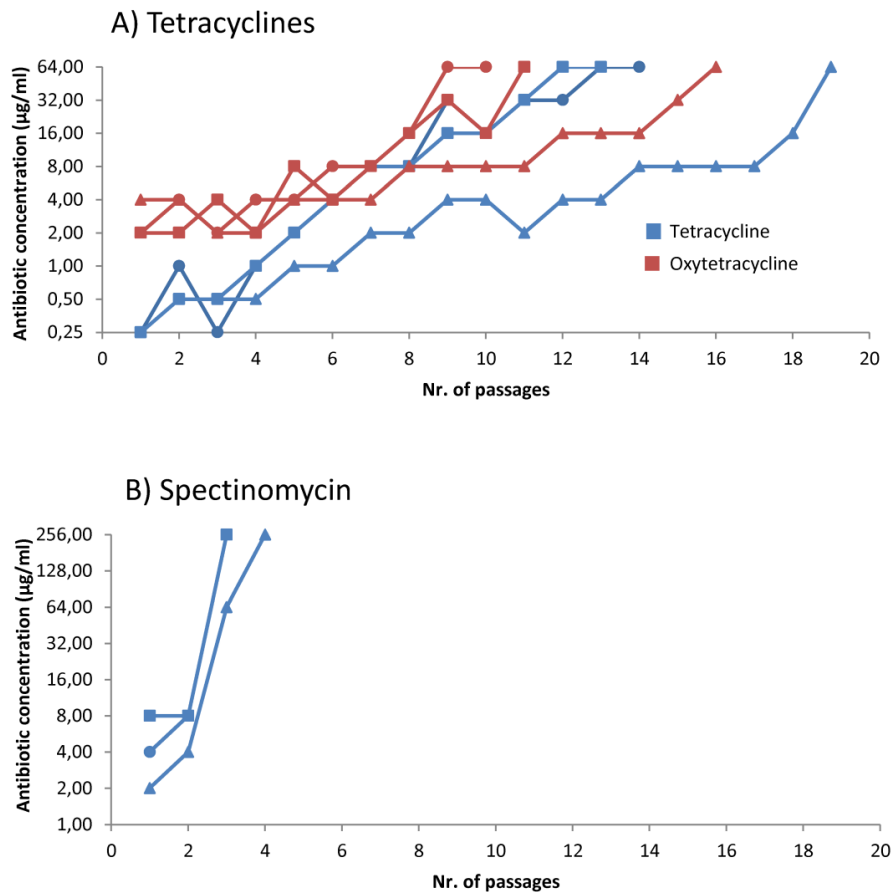 A) Tetracyclines
Antibiotic concentration (µg/ml)
64,00
32,00
16,00
8,00
4,00
2,00
1,00
0,50
0,25
Tetracycline
Oxytetracycline
0 2 4 6 8 10 12 14 16 18 20
Nr. of passages
B) Spectinomycin
Antibiotic concentration (µg/ml)
256,00
128,00
64,00
32,00
16,00
8,00
4,00
2,00
1,00
0 2 4 6 8 10 12 14 16 18 20
Nr. of passages